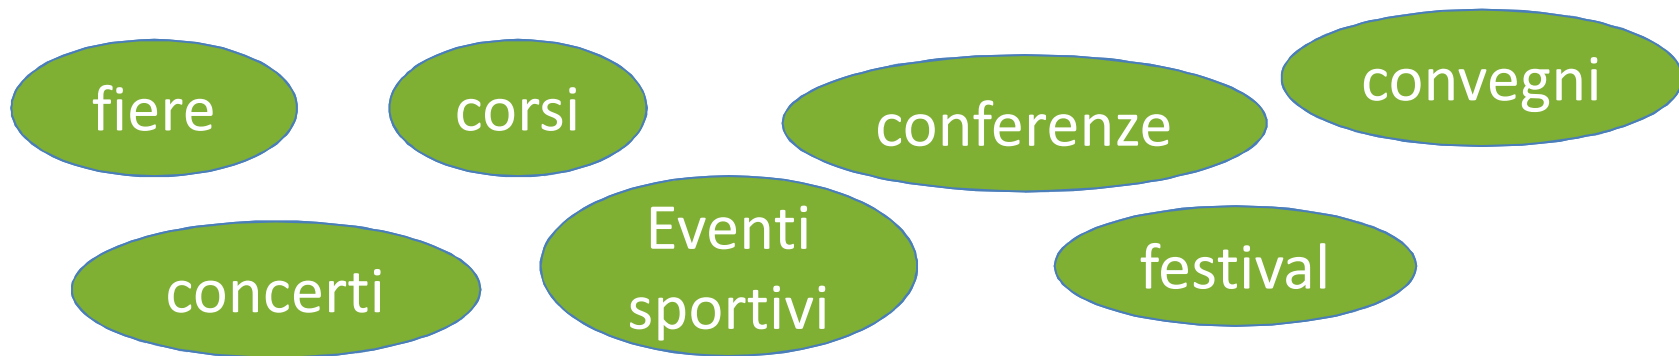 fiere
corsi
conferenze
convegni
concerti
Eventi
sportivi
festival